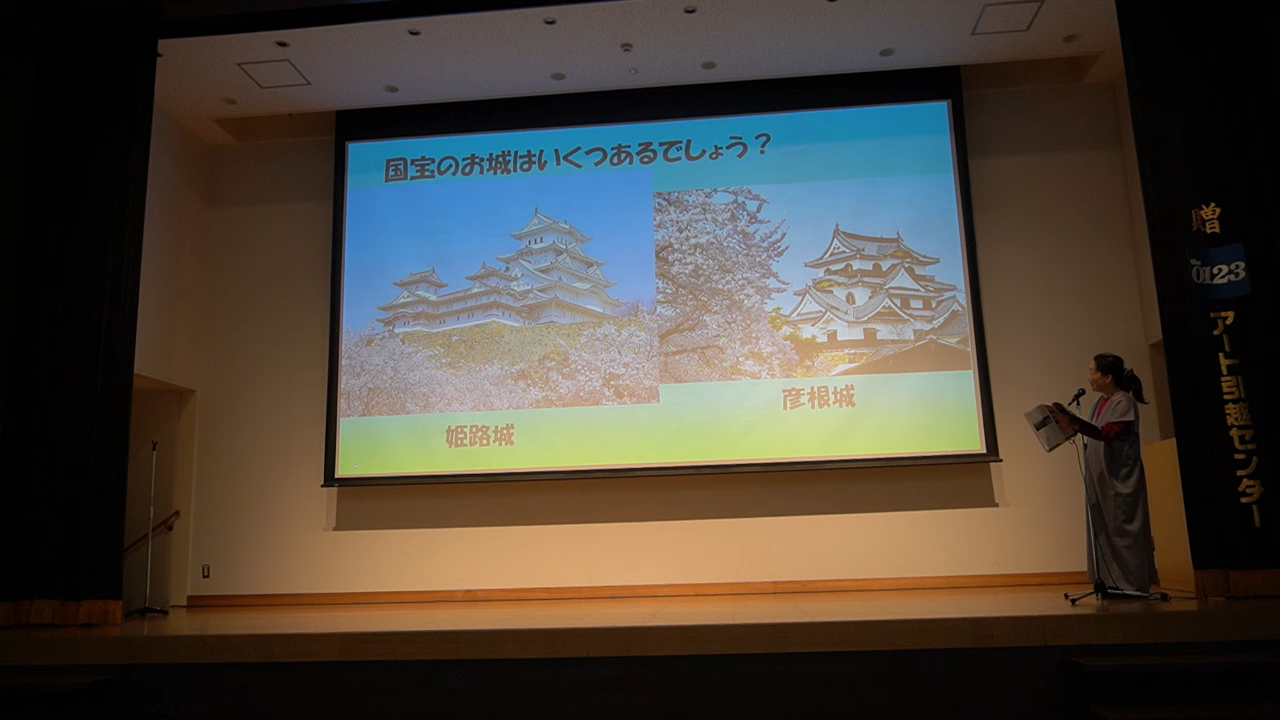 国宝のお城はいくつあるでしょう？
姫路城
彦根城
贈
the 0123
アート引越センター